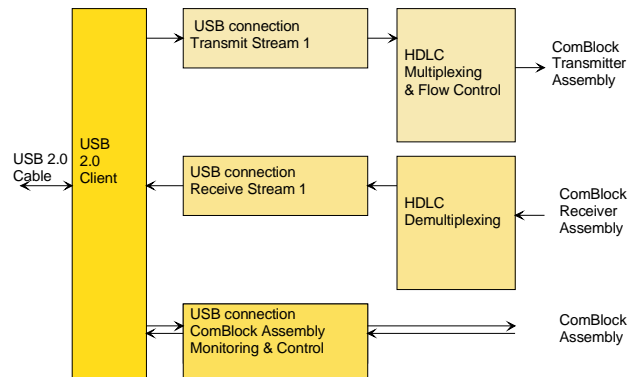 USB 2.0
Cable
USB
2.0
Client
USB connection
Transmit Stream 1
HDLC
Multiplexing
& Flow Control
ComBlock
Transmitter
Assembly
USB connection
Receive Stream 1
HDLC
Demultiplexing
ComBlock
Receiver
Assembly
USB connection
ComBlock Assembly
Monitoring & Control
ComBlock
Assembly